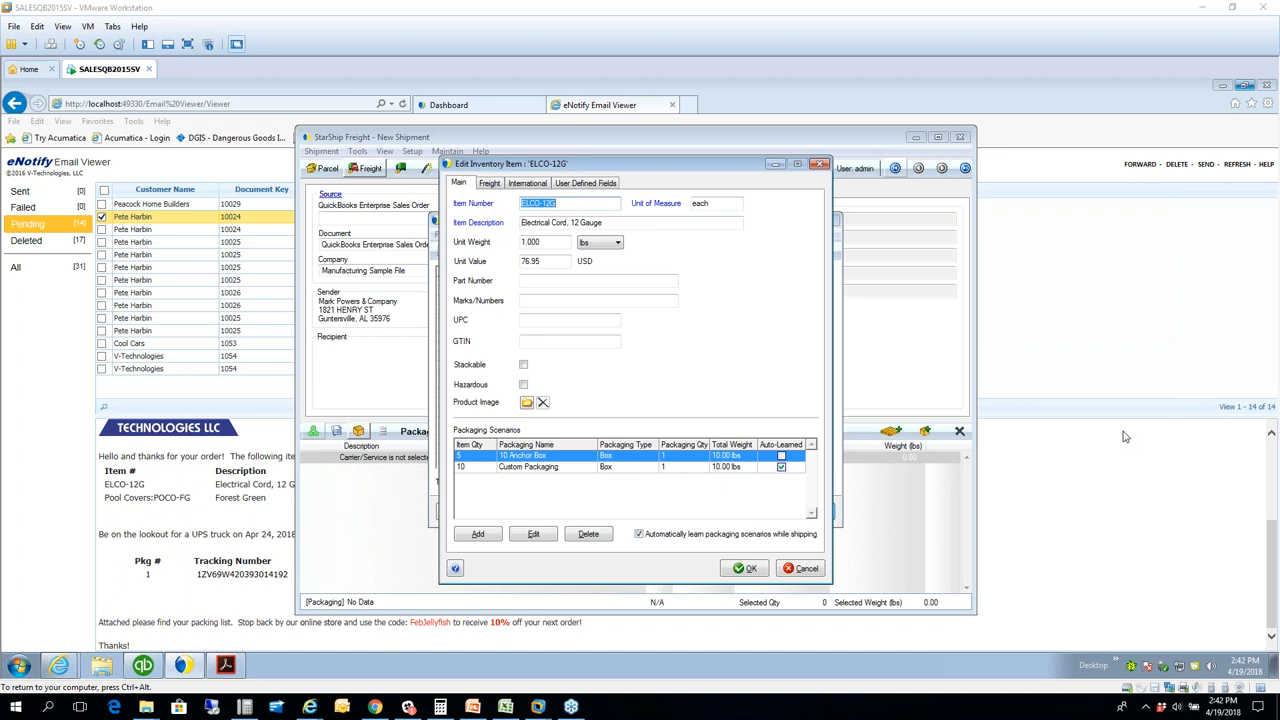 SALESQB2015SV - VMware Workstation
File Edit View VM Tabs Help
Home SALESQB2015SV
http://localhost:49330/Email%20Viewer/Viewer
Dashboard
eNotify Email Viewer
File Edit View Favorites Tools Help
Try Acumatica Acumatica - Login DGIS - Dangerous Goods I...
eNotify Email Viewer
©2016 V-Technologies, LLC
FORWARD - DELETE - SEND - REFRESH - HELP
Sent [0]
Failed [0]
Pending [14]
Deleted [17]
All [31]
Customer Name Document Key
Peacock Home Builders 10029
Pete Harbin 10024
Pete Harbin 10024
Pete Harbin 10025
Pete Harbin 10025
Pete Harbin 10025
Pete Harbin 10026
Pete Harbin 10026
Pete Harbin 10025
Pete Harbin 10025
Pete Harbin 10025
Cool Cars 1053
V-Technologies 1054
V-Technologies 1054
View 1 - 14 of 14
TECHNOLOGIES LLC
Hello and thanks for your order! The following item
Item # Description
ELCO-12G Electrical Cord, 12 G
Pool Covers:POCO-FG Forest Green
Be on the lookout for a UPS truck on Apr 24, 2018
Pkg # Tracking Number
1 1ZV69W420393014192
Attached please find your packing list. Stop back by our online store and use the code: FebJellyfish to receive 10% off your next order!
Thanks!
StarShip Freight - New Shipment
Shipment Tools View Setup Maintain Help
Parcel Freight
User: admin
Source
QuickBooks Enterprise Sales Order
Document
QuickBooks Enterprise Sales Orde
Company
Manufacturing Sample File
Sender
Mark Powers & Company
1821 HENRY ST
Guntersville, AL 35976
Recipient
Packag
Description
Carrier/Service is not selecte
Weight (lbs)
0.00
[Packaging] No Data N/A Selected Qty 0 Selected Weight (lbs) 0.00
Edit Inventory Item : 'ELCO-12G'
Main Freight International User Defined Fields
Item Number ELCO-12G Unit of Measure each
Item Description Electrical Cord, 12 Gauge
Unit Weight 1.000 lbs
Unit Value 76.95 USD
Part Number
Marks/Numbers
UPC
GTIN
Stackable
Hazardous
Product Image
Packaging Scenarios
Item Qty Packaging Name Packaging Type Packaging Qty Total Weight Auto-Learned
5 10 Anchor Box Box 1 10.00 lbs
10 Custom Packaging Box 1 10.00 lbs
Add Edit Delete Automatically learn packaging scenarios while shipping
OK Cancel
Desktop
2:42 PM
4/19/2018
To return to your computer, press Ctrl+Alt.
2:42 PM
4/19/2018